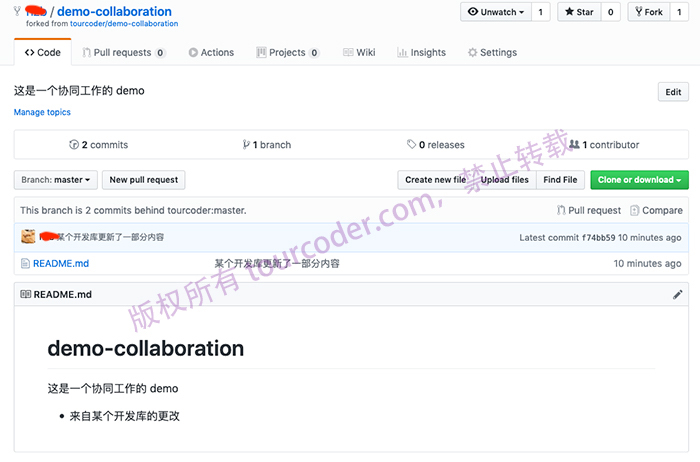 / demo-collaboration
forked from tourcoder/demo-collaboration
Unwatch 1 Star 0 Fork 1
Code Pull requests 0 Actions Projects 0 Wiki Insights Settings
这是一个协同工作的 demo
Edit
Manage topics
2 commits 1 branch 0 releases 1 contributor
Branch: master New pull request Create new file Upload files Find File Clone or download
This branch is 2 commits behind tourcoder:master. Pull request Compare
某个开发库更新了一部分内容 Latest commit f74bb59 10 minutes ago
README.md 某个开发库更新了一部分内容 10 minutes ago
README.md
demo-collaboration
这是一个协同工作的 demo
来自某个开发库的更改
版权所有 tourcoder.com，禁止转载